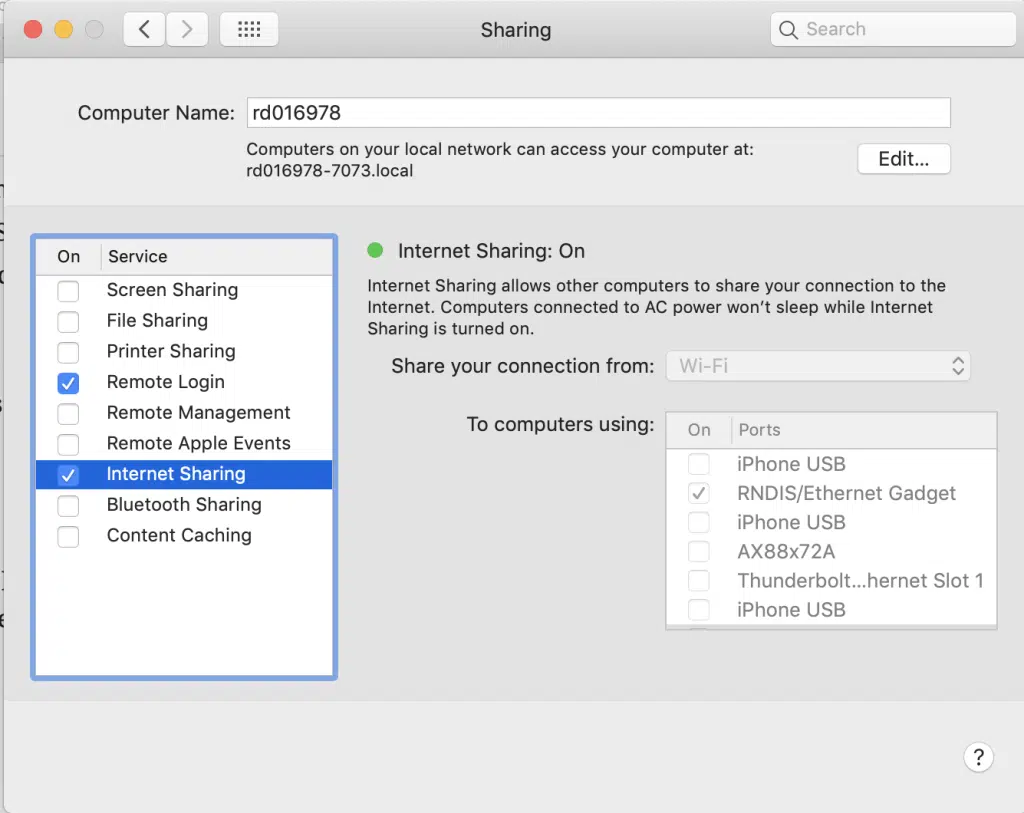 Sharing
Search
Computer Name: rd016978
Computers on your local network can access your computer at:
rd016978-7073.local
Edit...
On Service
Screen Sharing
File Sharing
Printer Sharing
Remote Login
Remote Management
Remote Apple Events
Internet Sharing
Bluetooth Sharing
Content Caching
Internet Sharing: On
Internet Sharing allows other computers to share your connection to the
Internet. Computers connected to AC power won't sleep while Internet
Sharing is turned on.
Share your connection from: Wi-Fi
To computers using:
On Ports
iPhone USB
RNDIS/Ethernet Gadget
iPhone USB
AX88x72A
Thunderbolt...hernet Slot 1
iPhone USB
?